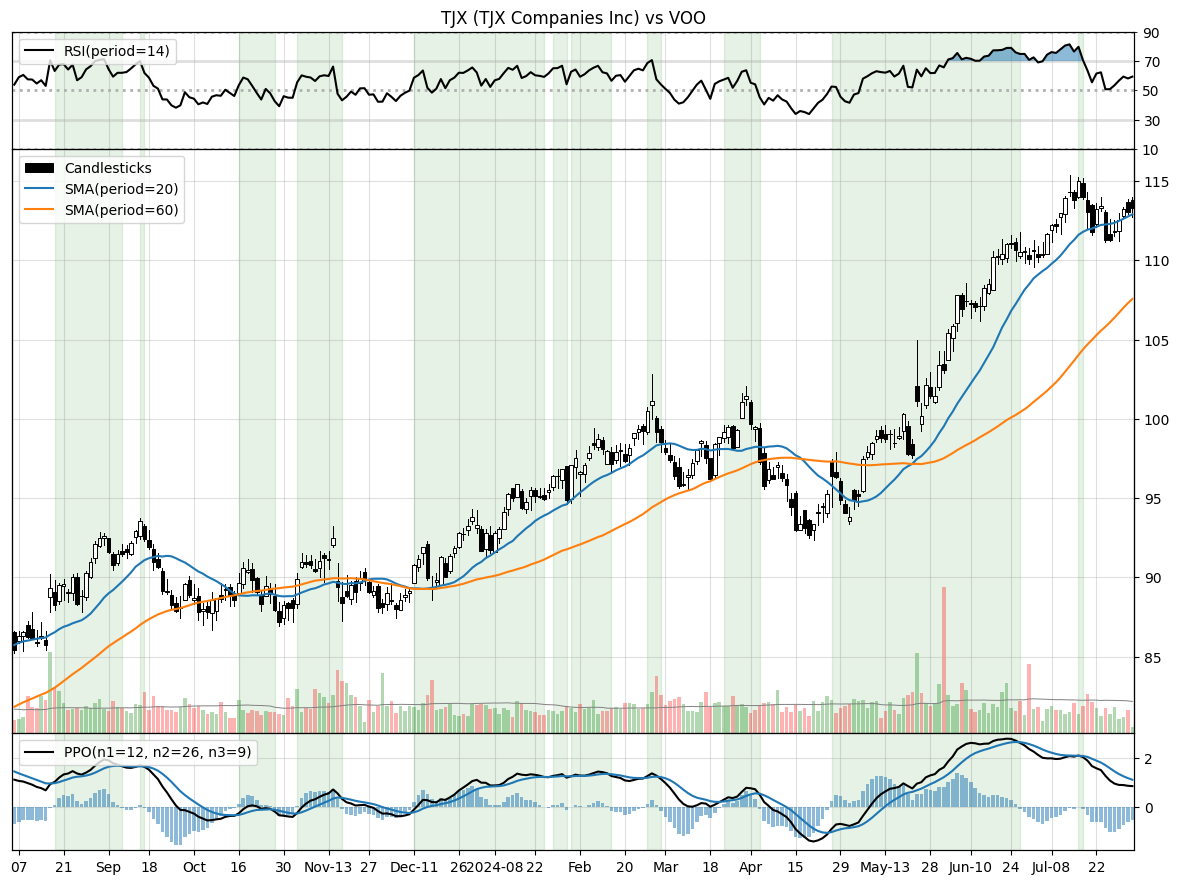 TJX (TJX Companies Inc) vs VOO
RSI(period=14)
90
70
50
30
10
Candlesticks
SMA(period=20)
SMA(period=60)
115
110
105
100
95
90
85
PPO(n1=12, n2=26, n3=9)
2
0
07 21 Sep 18 Oct 16 30 Nov-13 27 Dec-11 26 2024-08 22 Feb 20 Mar 18 Apr 15 29 May-13 28 Jun-10 24 Jul-08 22